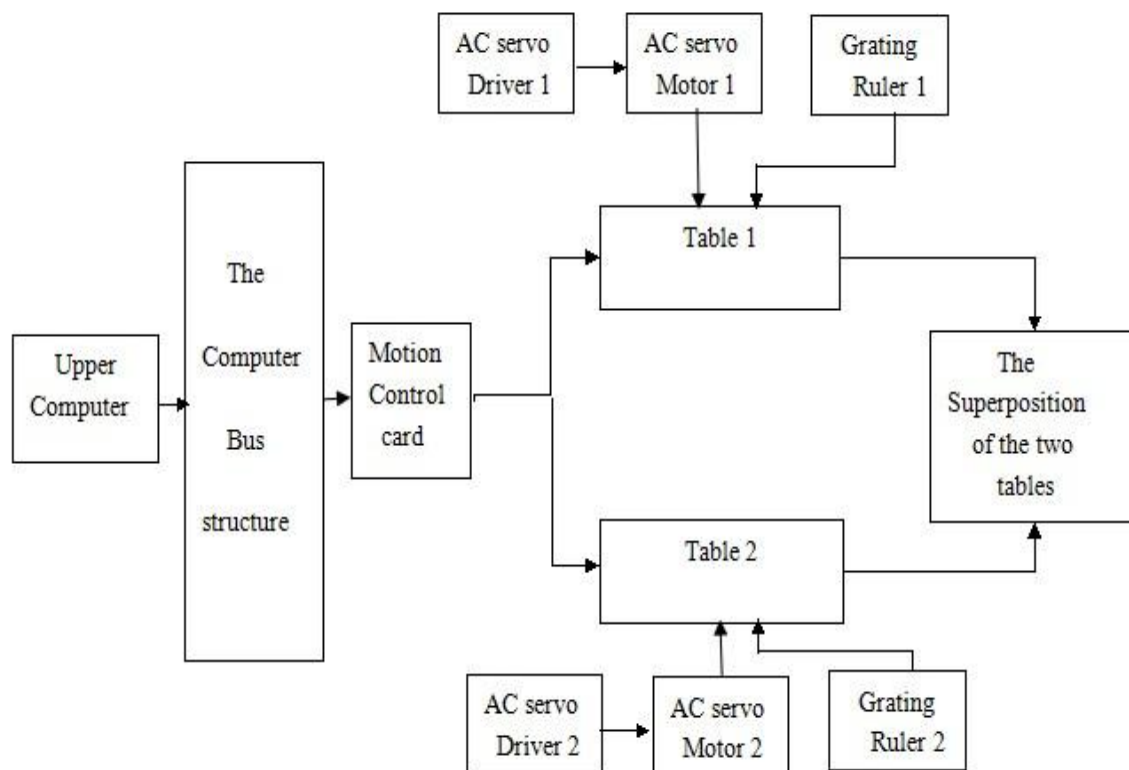 AC servo
Driver 1
AC servo
Motor 1
Grating
Ruler 1
Table 1
The
Computer
Bus
structure
Upper
Computer
Motion
Control
card
The
Superposition
of the two
tables
Table 2
AC servo
Driver 2
AC servo
Motor 2
Grating
Ruler 2